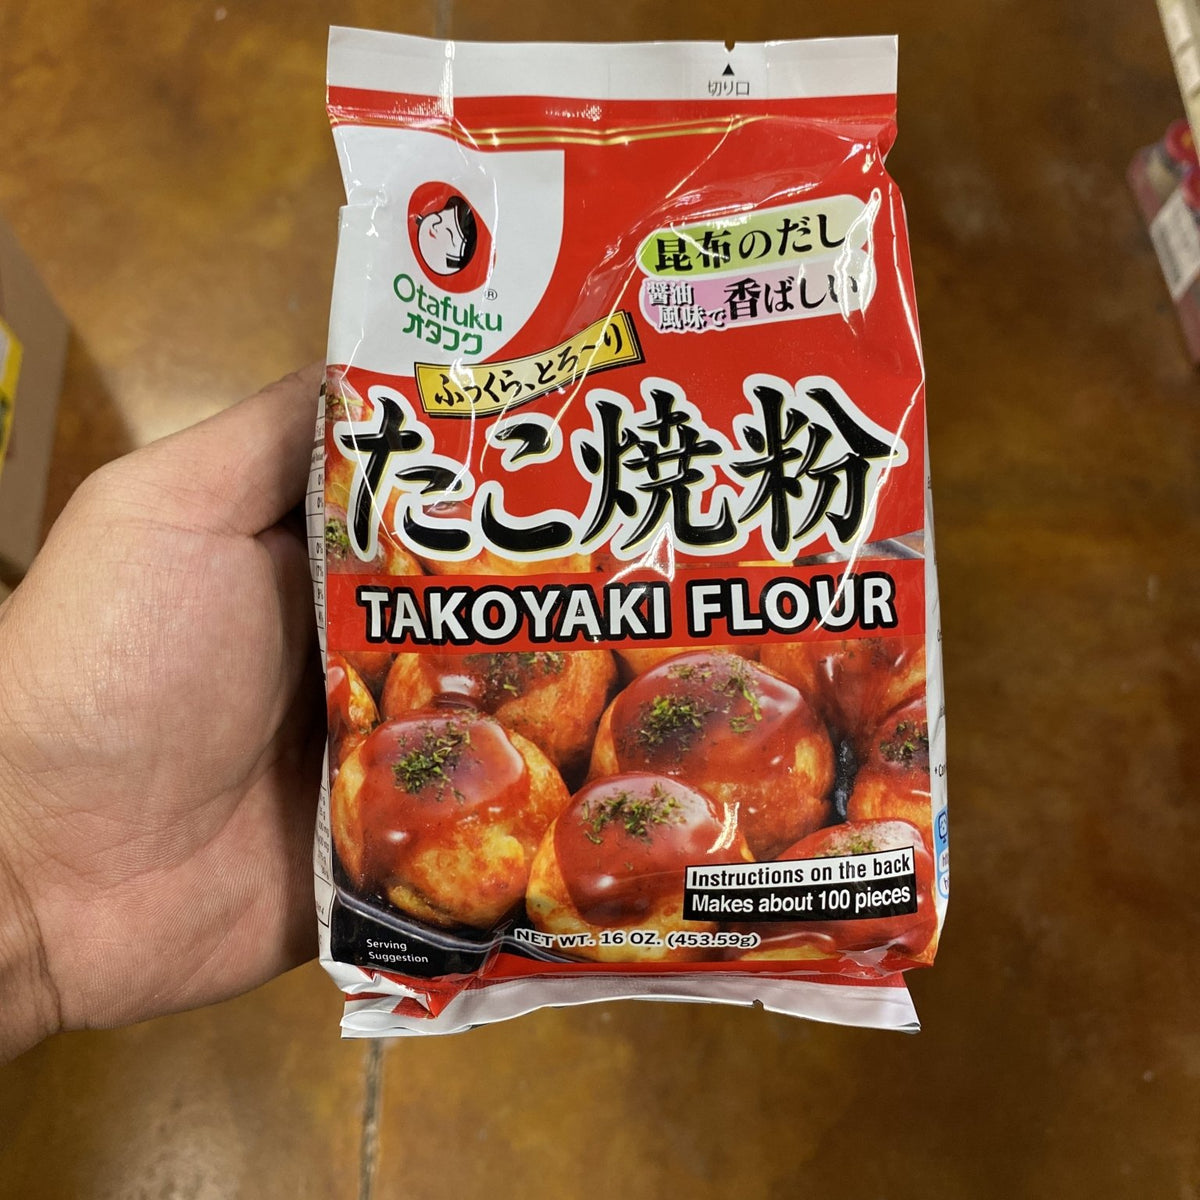 切り口
Otafuku®
オタフク
昆布のだし
醤油
風味で香ばしい
ふっくら、とろ〜り
たこ焼粉
TAKOYAKI FLOUR
Instructions on the back
Makes about 100 pieces
NET WT. 16 OZ. (453.59g)
Serving
Suggestion